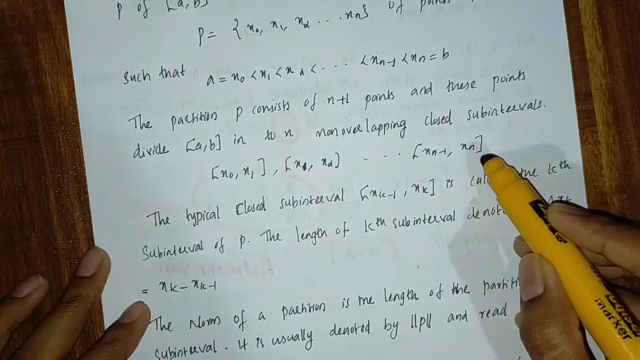 P of [a,b]
P = { x₀, x₁, x₂ ... xₙ} of points
Such that a = x₀ < x₁ < x₂ < ... < xₙ₋₁ < xₙ = b
The partition P consists of n+1 points and these points
divide [a,b] in to n nonoverlapping closed subintervals.
[x₀, x₁], [x₁, x₂] ... [xₙ₋₁, xₙ]
The typical closed subinterval [xₖ₋₁, xₖ] is the kth
Subinterval of P. The length of kth subinterval
= xₖ - xₖ₋₁
The Norm of a partition is the length of the
subinterval. It is usually denoted by ||P|| and read
Marker